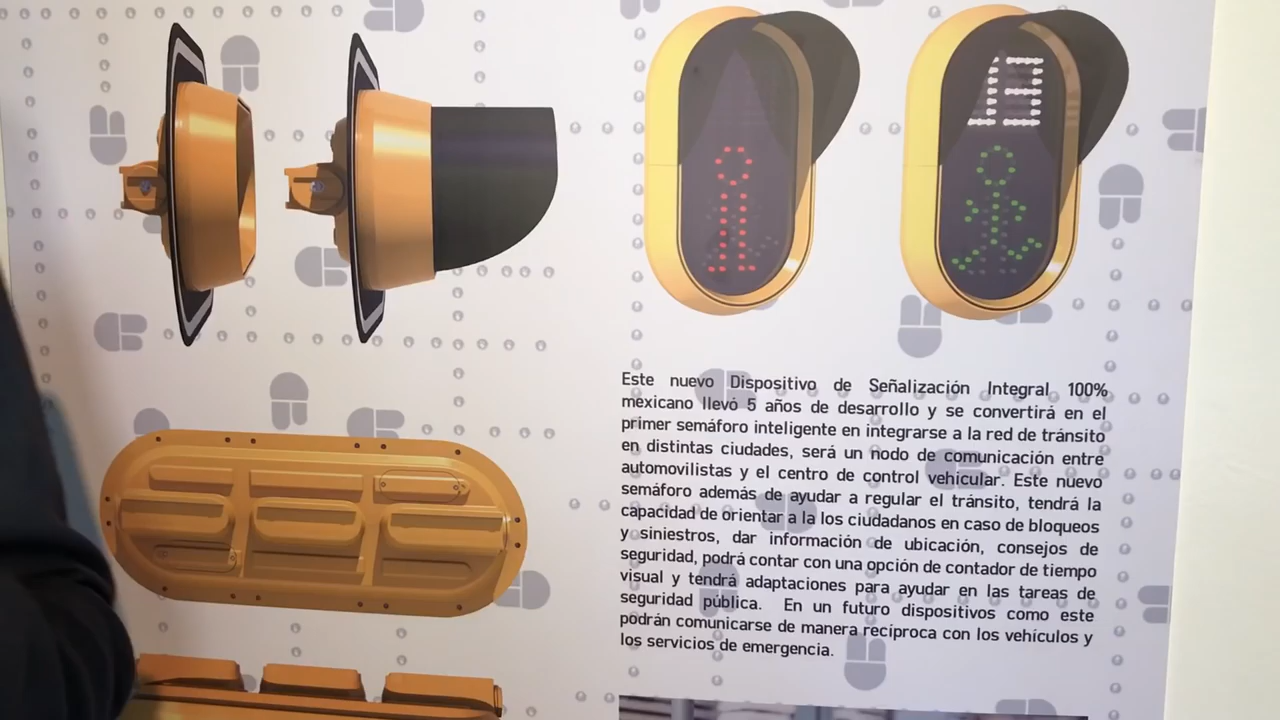 18
Este nuevo Dispositivo de Señalización Integral 100%
mexicano llevó 5 años de desarrollo y se convertirá en el
primer semáforo inteligente en integrarse a la red de tránsito
en distintas ciudades, será un nodo de comunicación entre
automovilistas y el centro de control vehicular. Este nuevo
semáforo además de ayudar a regular el tránsito, tendrá la
capacidad de orientar a la los ciudadanos en caso de bloqueos
y siniestros, dar información de ubicación, consejos de
seguridad, podrá contar con una opción de contador de tiempo
visual y tendrá adaptaciones para ayudar en las tareas de
seguridad pública. En un futuro dispositivos como este
podrán comunicarse de manera recíproca con los vehículos y
los servicios de emergencia.